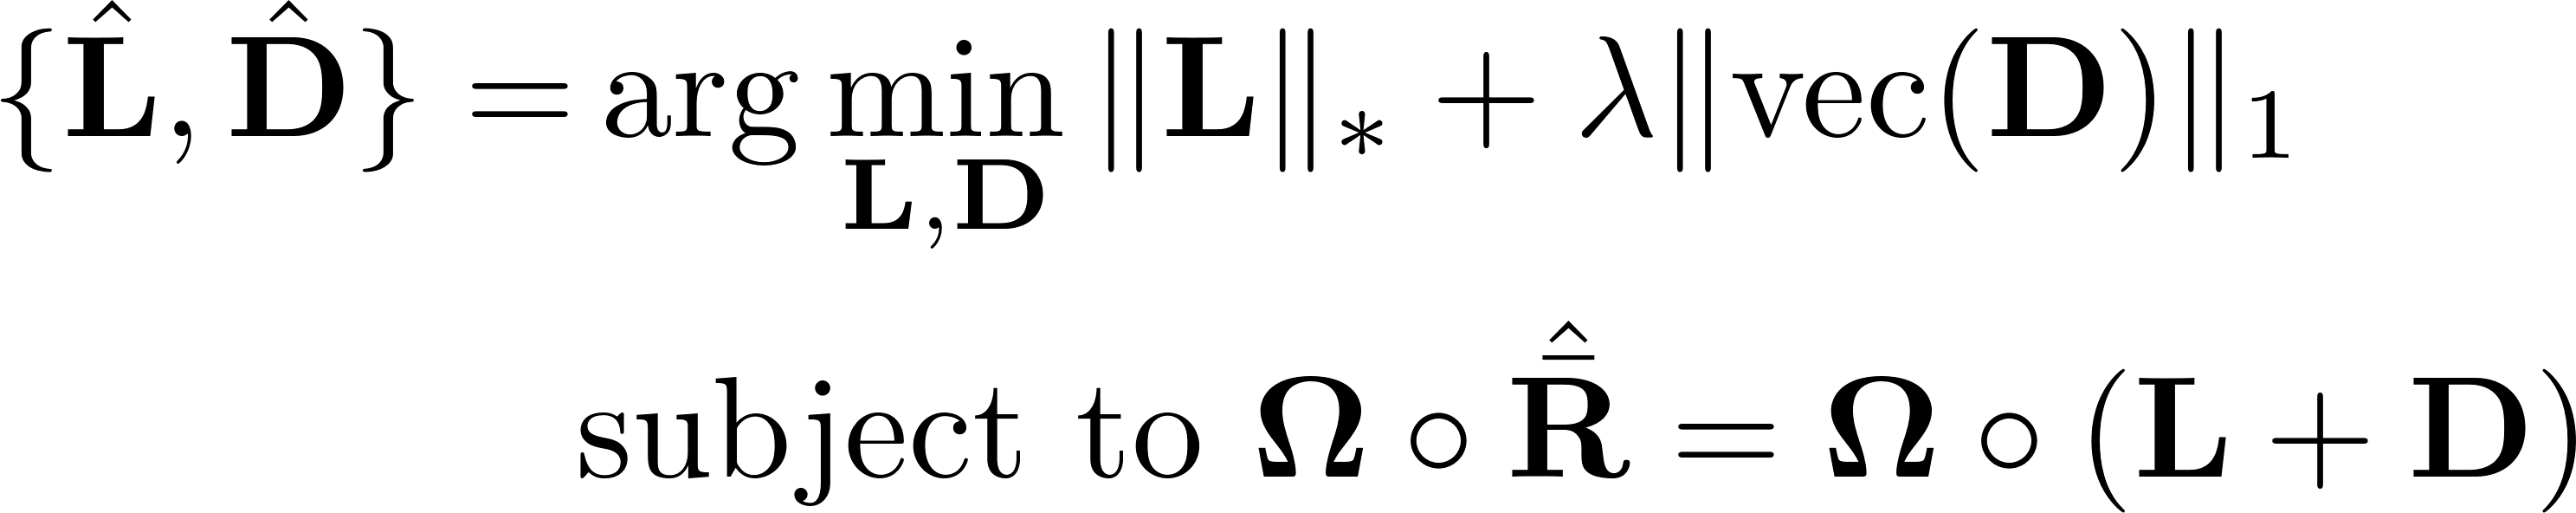 {L̂, D̂} = arg min_{L,D} ‖L‖_* + λ‖vec(D)‖_1
subject to Ω ∘ R̄̂ = Ω ∘ (L + D)